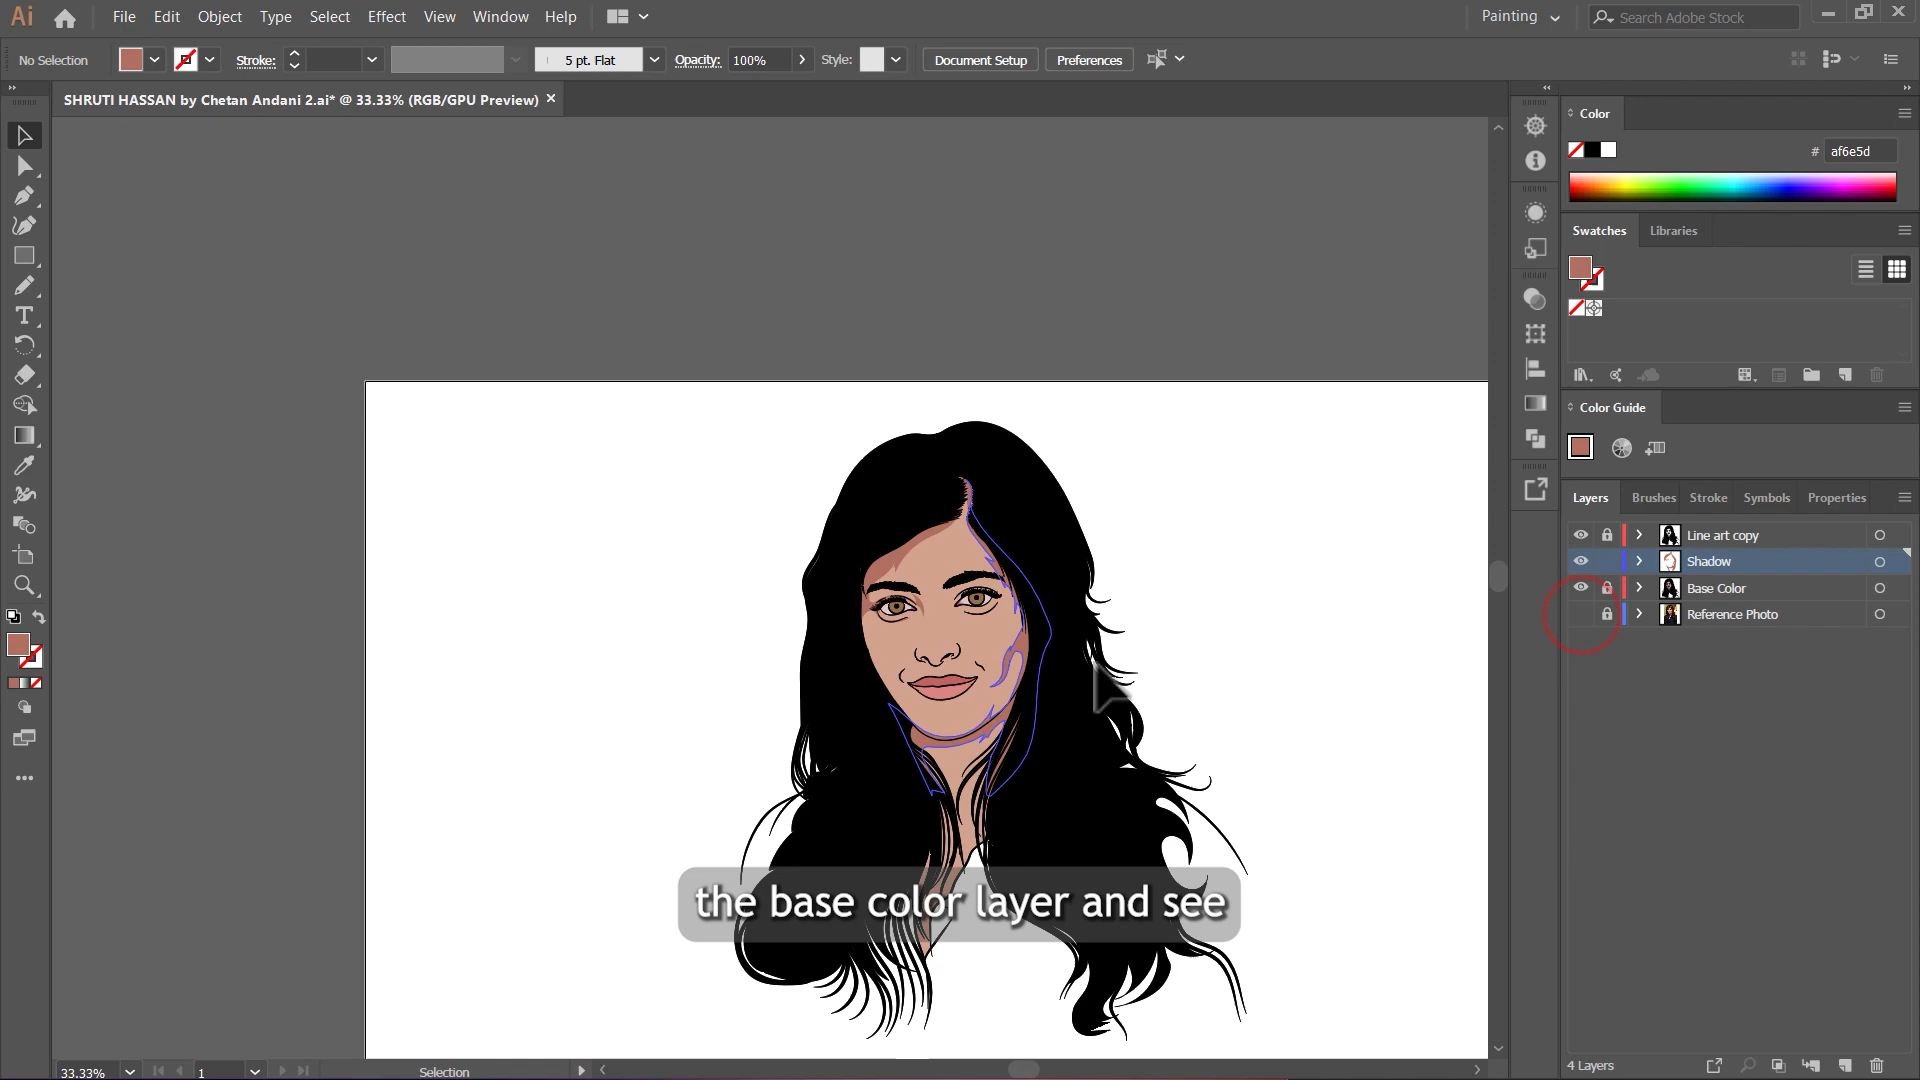 Ai File Edit Object Type Select Effect View Window Help Painting Search Adobe Stock
No Selection Stroke: 5 pt. Flat Opacity: 100% Style: Document Setup Preferences
SHRUTI HASSAN by Chetan Andani 2.ai* @ 33.33% (RGB/GPU Preview)
Color
# af6e5d
Swatches Libraries
Color Guide
Layers Brushes Stroke Symbols Properties
Line art copy
Shadow
Base Color
Reference Photo
the base color layer and see
4 Layers
33.33% 1 Selection